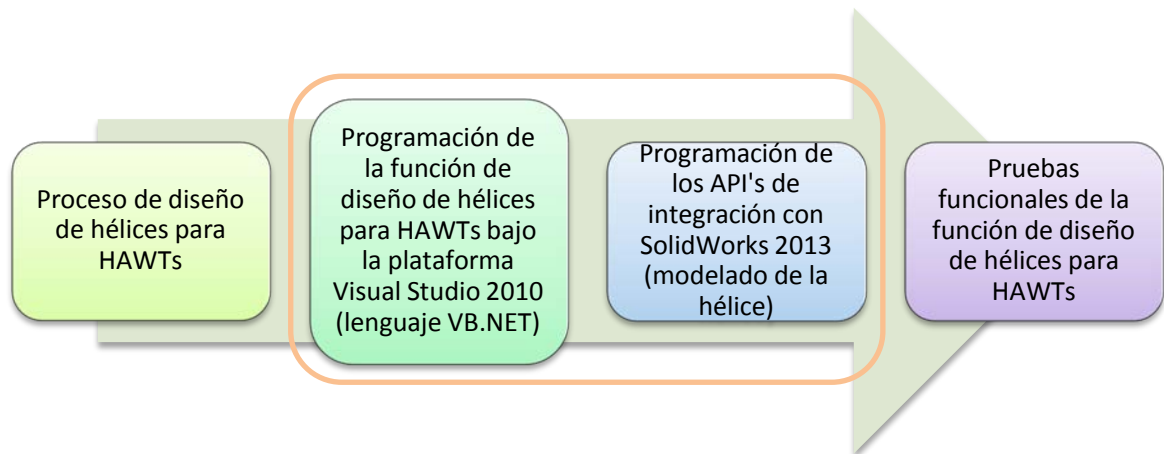 Proceso de diseño
de hélices para
HAWTs
Programación de
la función de
diseño de hélices
para HAWTs bajo
la plataforma
Visual Studio 2010
(lenguaje VB.NET)
Programación de
los API's de
integración con
SolidWorks 2013
(modelado de la
hélice)
Pruebas
funcionales de la
función de diseño
de hélices para
HAWTs